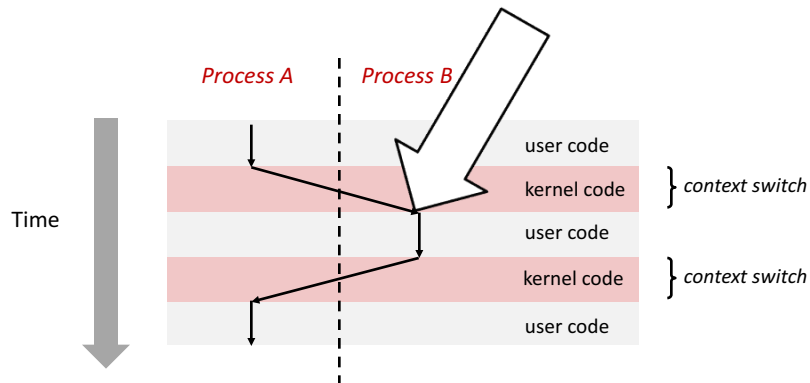 Process A
Process B
user code
kernel code
context switch
Time
user code
kernel code
context switch
user code